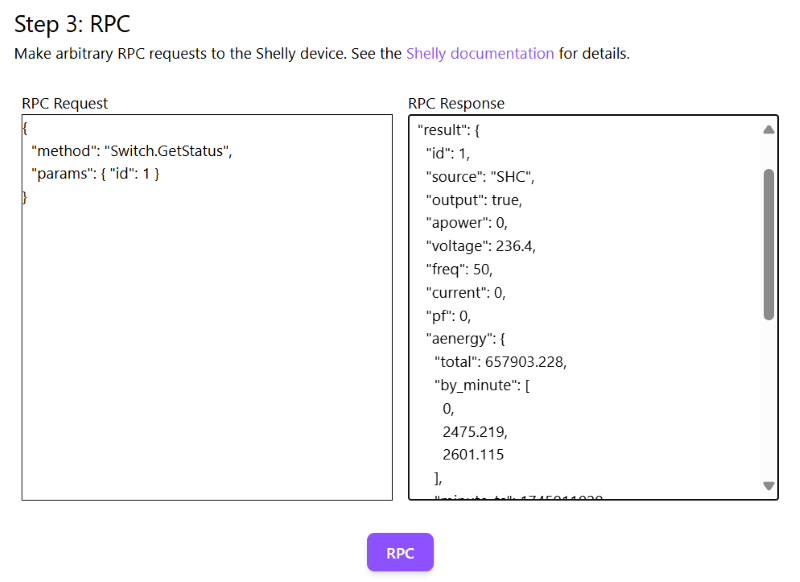 Step 3: RPC
Make arbitrary RPC requests to the Shelly device. See the Shelly documentation for details.
RPC Request
{
"method": "Switch.GetStatus",
"params": { "id": 1 }
}
RPC Response
"result": {
"id": 1,
"source": "SHC",
"output": true,
"apower": 0,
"voltage": 236.4,
"freq": 50,
"current": 0,
"pf": 0,
"aenergy": {
"total": 657903.228,
"by_minute": [
0,
2475.219,
2601.115
],
RPC